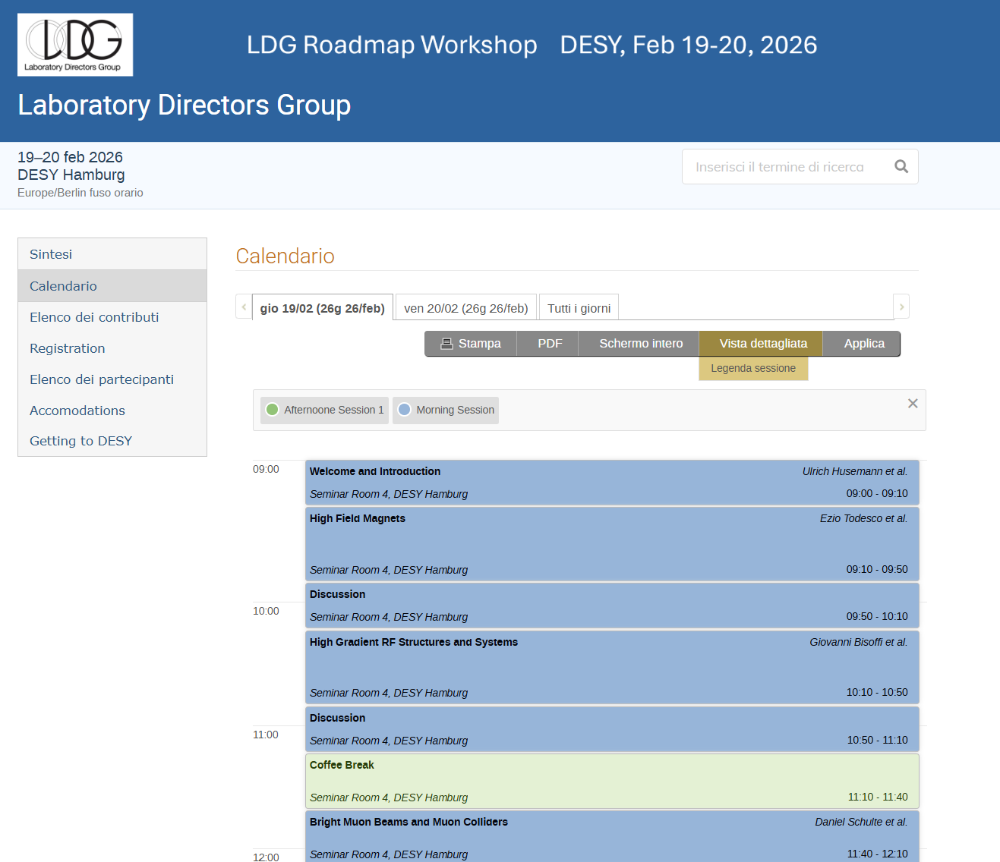 LDG
Laboratory Directors Group
LDG Roadmap Workshop DESY, Feb 19-20, 2026
Laboratory Directors Group
19–20 feb 2026
DESY Hamburg
Europe/Berlin fuso orario
Inserisci il termine di ricerca
Sintesi
Calendario
Elenco dei contributi
Registration
Elenco dei partecipanti
Accomodations
Getting to DESY
Calendario
gio 19/02 (26g 26/feb) ven 20/02 (26g 26/feb) Tutti i giorni
Stampa PDF Schermo intero Vista dettagliata Applica
Legenda sessione
Afternoone Session 1 Morning Session
09:00
Welcome and Introduction Ulrich Husemann et al.
Seminar Room 4, DESY Hamburg 09:00 - 09:10
High Field Magnets Ezio Todesco et al.
Seminar Room 4, DESY Hamburg 09:10 - 09:50
Discussion
10:00
Seminar Room 4, DESY Hamburg 09:50 - 10:10
High Gradient RF Structures and Systems Giovanni Bisoffi et al.
Seminar Room 4, DESY Hamburg 10:10 - 10:50
Discussion
11:00
Seminar Room 4, DESY Hamburg 10:50 - 11:10
Coffee Break
Seminar Room 4, DESY Hamburg 11:10 - 11:40
Bright Muon Beams and Muon Colliders Daniel Schulte et al.
Seminar Room 4, DESY Hamburg 11:40 - 12:10
12:00